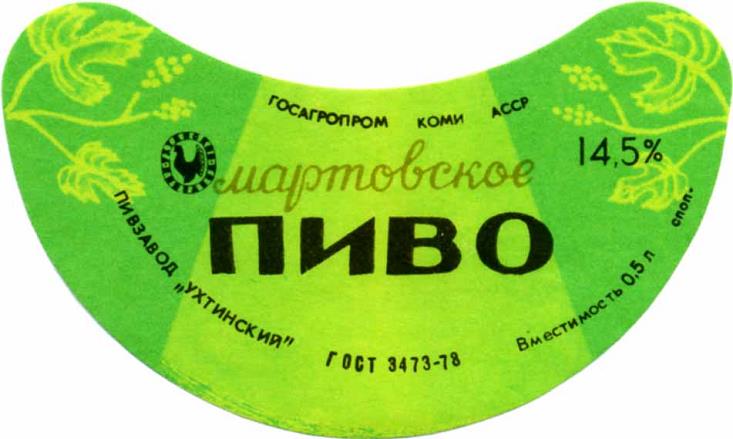 ГОСАГРОПРОМ КОМИ АССР
мартовское
ПИВО
14,5%
ПИВЗАВОД „УХТИНСКИЙ"
ГОСТ 3473-78
Вместимость 0,5 л
спол.